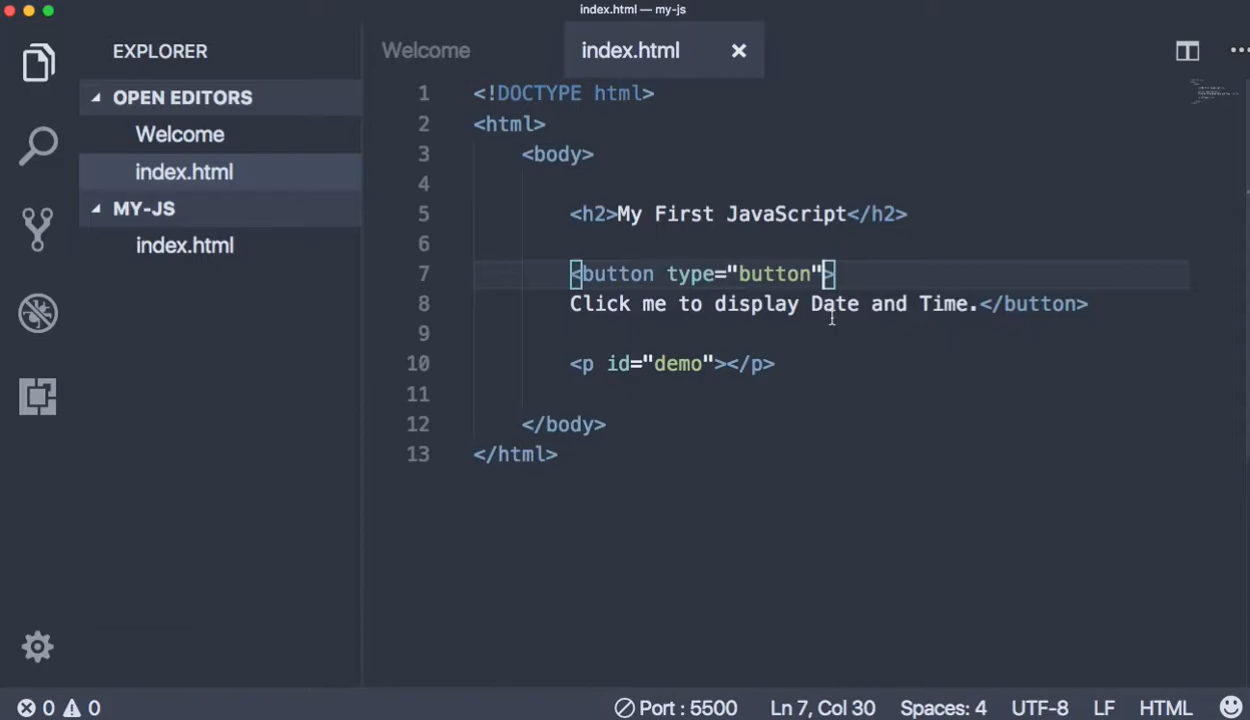 index.html — my-js
EXPLORER
OPEN EDITORS
Welcome
index.html
MY-JS
index.html
Welcome
index.html
1 <!DOCTYPE html>
2 <html>
3 <body>
4
5 <h2>My First JavaScript</h2>
6
7 <button type="button">
8 Click me to display Date and Time.</button>
9
10 <p id="demo"></p>
11
12 </body>
13 </html>
0 0 Port : 5500 Ln 7, Col 30 Spaces: 4 UTF-8 LF HTML